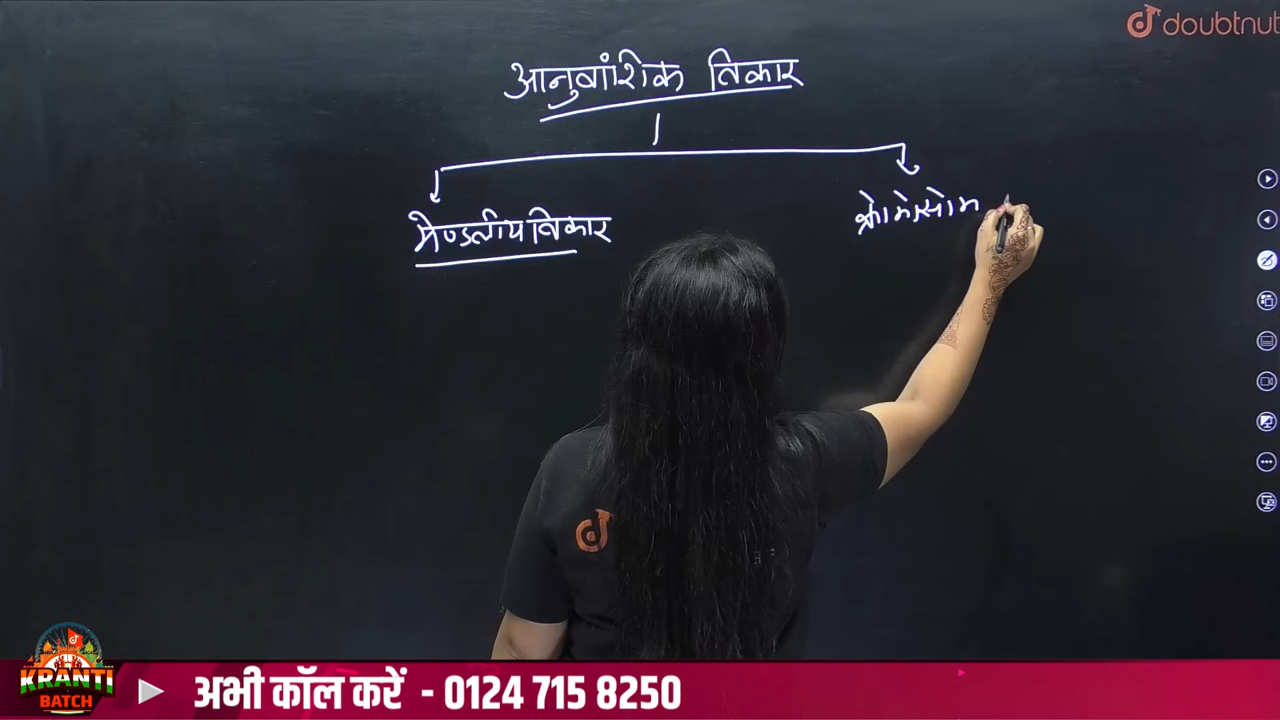 doubtnut
आनुवांशिक विकार
मेण्डलीय विकार
क्रोमोसोम
KRANTI
BATCH
अभी कॉल करें - 0124 715 8250